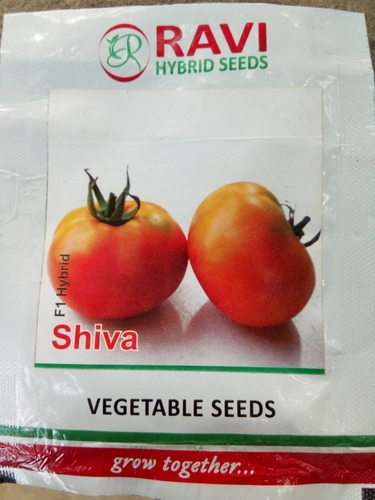 RAVI
HYBRID SEEDS
F1 Hybrid
Shiva
VEGETABLE SEEDS
grow together...